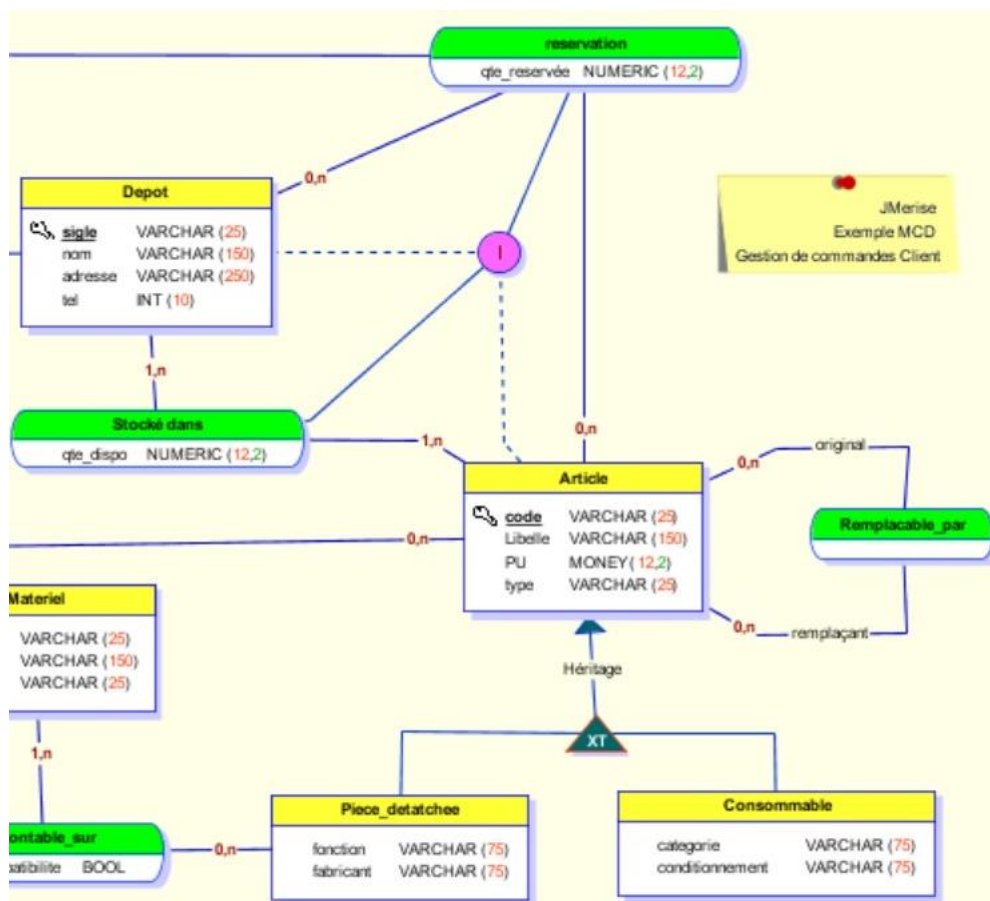 reservation
qte_reservée NUMERIC (12,2)
0,n
Depot
sigle VARCHAR (25)
nom VARCHAR (150)
adresse VARCHAR (250)
tel INT (10)
I
JMerise
Exemple MCD
Gestion de commandes Client
1,n
Stocké dans
qte_dispo NUMERIC (12,2)
1,n
0,n
Article
code VARCHAR (25)
Libelle VARCHAR (150)
PU MONEY( 12,2)
type VARCHAR (25)
0,n
original
Remplacable_par
0,n
remplaçant
0,n
Materiel
VARCHAR (25)
VARCHAR (150)
VARCHAR (25)
Héritage
XT
1,n
ontable_sur
patibilite BOOL
0,n
Piece_detatchee
fonction VARCHAR (75)
fabricant VARCHAR (75)
Consommable
categorie VARCHAR (75)
conditionnement VARCHAR (75)